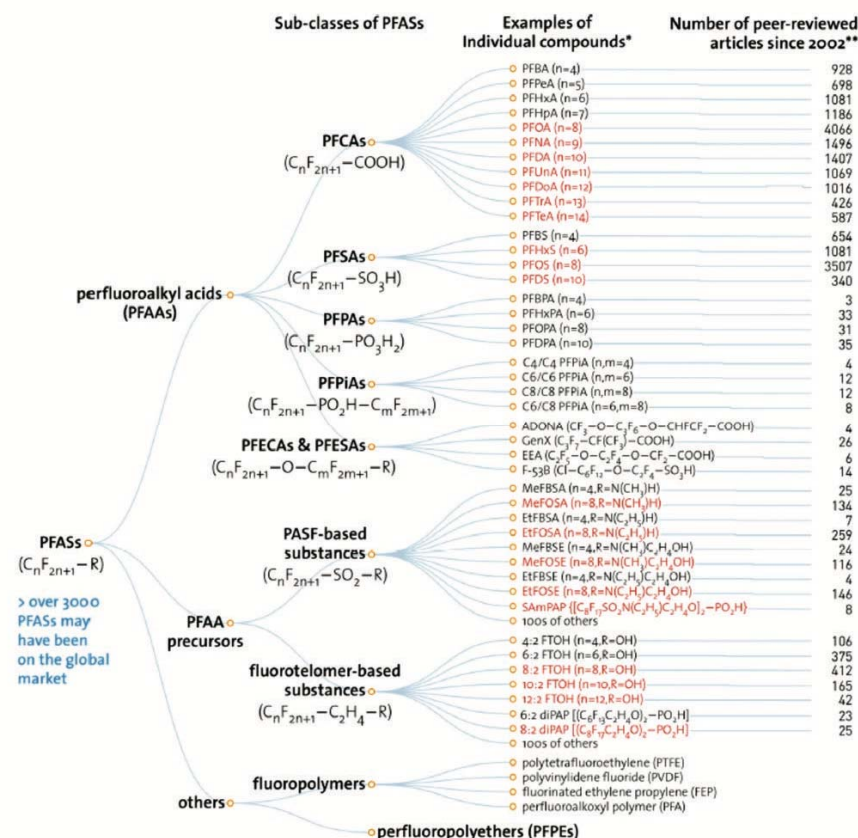 Sub-classes of PFASs
Examples of Individual compounds*
Number of peer-reviewed articles since 2002**
PFASs
(CₙF₂ₙ₊₁–R)
> over 3000
PFASs may
have been
on the global
market
perfluoroalkyl acids
(PFAAs)
PFCAs
(CₙF₂ₙ₊₁–COOH)
PFBA (n=4) 928
PFPeA (n=5) 698
PFHxA (n=6) 1081
PFHpA (n=7) 1186
PFOA (n=8) 4066
PFNA (n=9) 1496
PFDA (n=10) 1407
PFUnA (n=11) 1069
PFDoA (n=12) 1016
PFTrA (n=13) 426
PFTeA (n=14) 587
PFSAs
(CₙF₂ₙ₊₁–SO₃H)
PFBS (n=4) 654
PFHxS (n=6) 1081
PFOS (n=8) 3507
PFDS (n=10) 340
PFPAs
(CₙF₂ₙ₊₁–PO₃H₂)
PFBPA (n=4) 3
PFHxPA (n=6) 33
PFOPA (n=8) 31
PFDPA (n=10) 35
PFPiAs
(CₙF₂ₙ₊₁–PO₂H–CₘF₂ₘ₊₁)
C4/C4 PFPiA (n,m=4) 4
C6/C6 PFPiA (n,m=6) 12
C8/C8 PFPiA (n,m=8) 12
C6/C8 PFPiA (n=6,m=8) 8
PFECAs & PFESAs
(CₙF₂ₙ₊₁–O–CₘF₂ₘ₊₁–R)
ADONA (CF₃–O–C₃F₆–O–CHFCF₂–COOH) 4
GenX (C₃F₇–CF(CF₃)–COOH) 26
EEA (C₂F₅–O–C₂F₄–O–CF₂–COOH) 6
F-53B (Cl–C₆F₁₂–O–C₂F₄–SO₃H) 14
PFAA
precursors
PASF-based
substances
(CₙF₂ₙ₊₁–SO₂–R)
MeFBSA (n=4,R=N(CH₃)H) 25
MeFOSA (n=8,R=N(CH₃)H) 134
EtFBSA (n=4,R=N(C₂H₅)H) 7
EtFOSA (n=8,R=N(C₂H₅)H) 259
MeFBSE (n=4,R=N(CH₃)C₂H₄OH) 24
MeFOSE (n=8,R=N(CH₃)C₂H₄OH) 116
EtFBSE (n=4,R=N(C₂H₅)C₂H₄OH) 4
EtFOSE (n=8,R=N(C₂H₅)C₂H₄OH) 146
SAmPAP {[C₈F₁₇SO₂N(C₂H₅)C₂H₄O]₂–PO₂H} 8
100s of others
fluorotelomer-based
substances
(CₙF₂ₙ₊₁–C₂H₄–R)
4:2 FTOH (n=4,R=OH) 106
6:2 FTOH (n=6,R=OH) 375
8:2 FTOH (n=8,R=OH) 412
10:2 FTOH (n=10,R=OH) 165
12:2 FTOH (n=12,R=OH) 42
6:2 diPAP [(C₆F₁₃C₂H₄O)₂–PO₂H] 23
8:2 diPAP [(C₈F₁₇C₂H₄O)₂–PO₂H] 25
100s of others
others
fluoropolymers
polytetrafluoroethylene (PTFE)
polyvinylidene fluoride (PVDF)
fluorinated ethylene propylene (FEP)
perfluoroalkoxyl polymer (PFA)
perfluoropolyethers (PFPEs)